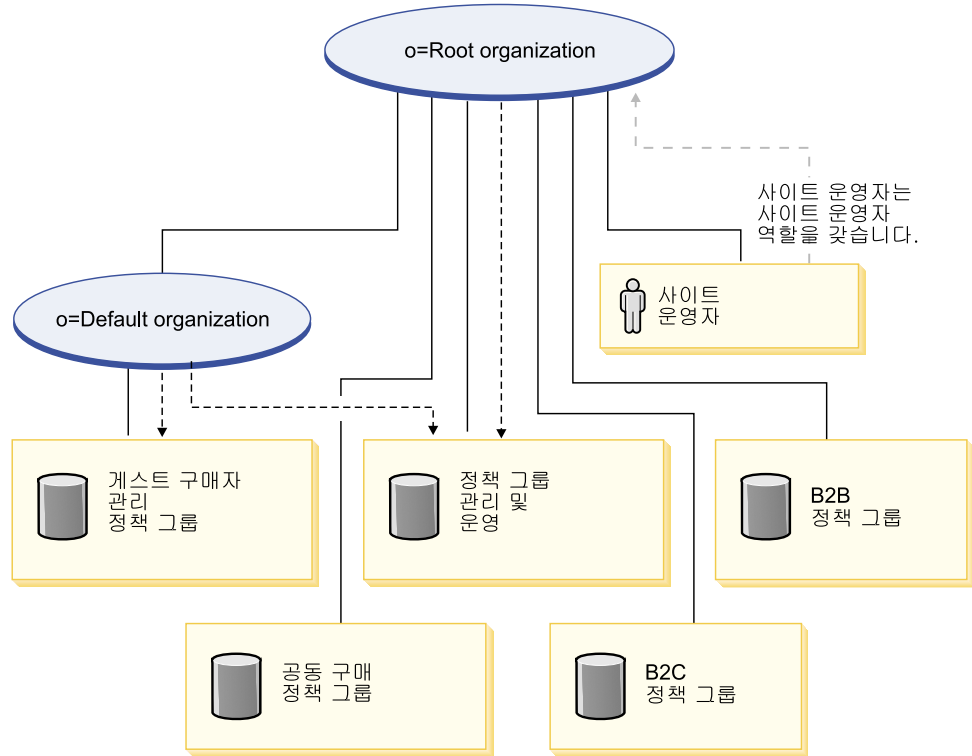 o=Root organization
사이트 운영자는
사이트 운영자
역할을 갖습니다.
사이트
운영자
o=Default organization
게스트 구매자
관리
정책 그룹
정책 그룹
관리 및
운영
B2B
정책 그룹
공동 구매
정책 그룹
B2C
정책 그룹